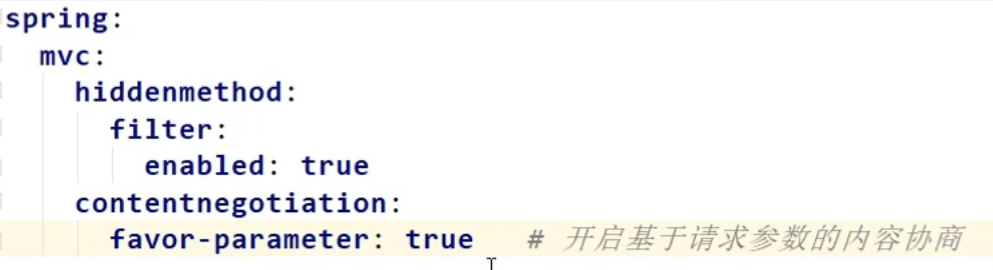 spring:
  mvc:
    hiddenmethod:
      filter:
        enabled: true
    contentnegotiation:
      favor-parameter: true   # 开启基于请求参数的内容协商